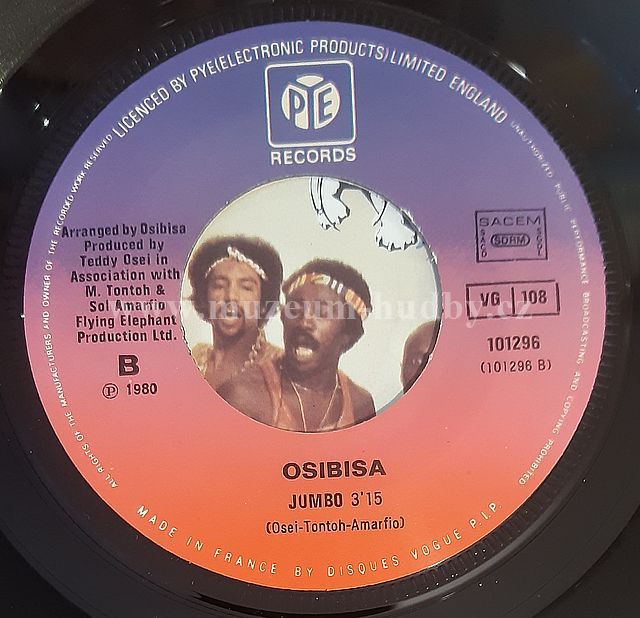 LICENCED BY PYE (ELECTRONIC PRODUCTS) LIMITED ENGLAND
UNAUTHORIZED PUBLIC PERFORMANCE BROADCASTING AND COPYING PROHIBITED
ALL RIGHTS OF THE MANUFACTURERS AND OWNER OF THE RECORDED WORK RESERVED
PYE
RECORDS
Arranged by Osibisa
Produced by
Teddy Osei in
Association with
M. Tontoh &
Sol Amarfio
Flying Elephant
Production Ltd.
B
℗ 1980
SACEM
SACD SDRM SGDL
VG 108
101296
(101296 B)
www.muzeum-hudby.cz
OSIBISA
JUMBO 3'15
(Osei-Tontoh-Amarfio)
MADE IN FRANCE BY DISQUES VOGUE P.I.P.